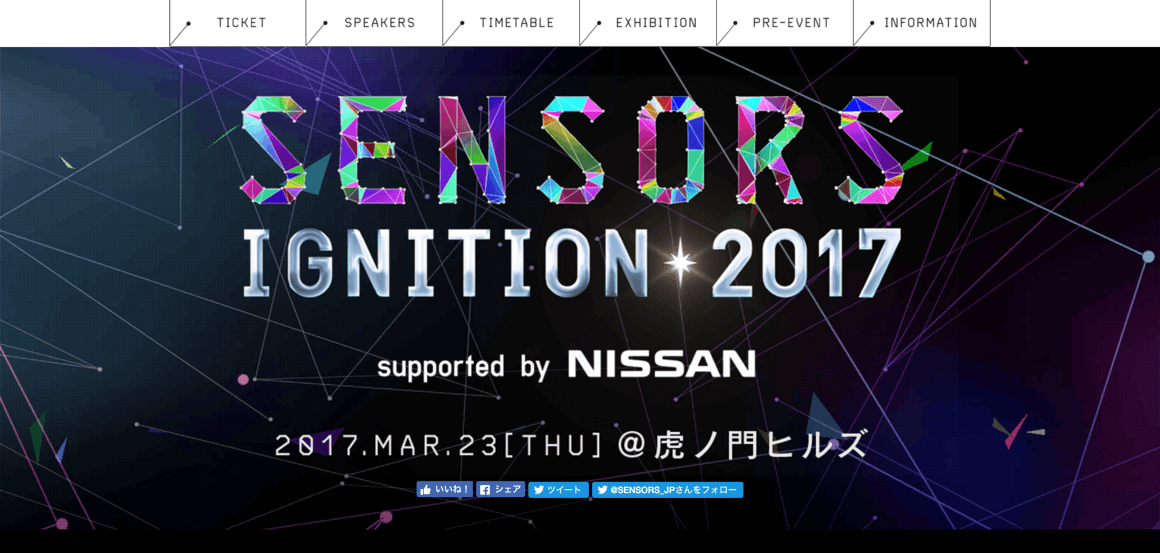 TICKET
SPEAKERS
TIMETABLE
EXHIBITION
PRE-EVENT
INFORMATION
SENSORS
IGNITION 2017
supported by NISSAN
2017.MAR.23[THU] @虎ノ門ヒルズ
いいね! シェア ツイート @SENSORS_JPさんをフォロー